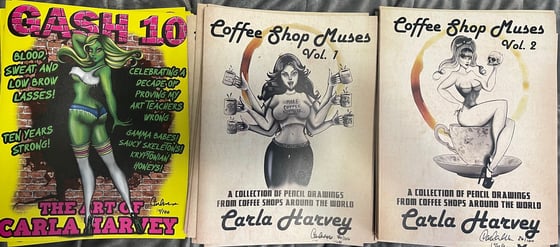 GASH 10
BLOOD,
SWEAT, AND
LOW BROW
LASSES!
CELEBRATING A
DECADE OF
PROVING MY
ART TEACHERS
WRONG
TEN YEARS
STRONG!
GAMMA BABES!
SAUCY SKELETONS!
KRYPTONIAN
HONEYS!
THE ART OF
CARLA HARVEY
Coffee Shop Muses
Vol. 1
MAKE
COFFEE
A COLLECTION OF PENCIL DRAWINGS
FROM COFFEE SHOPS AROUND THE WORLD
Carla Harvey
Coffee Shop Muses
Vol. 2
A COLLECTION OF PENCIL DRAWINGS
FROM COFFEE SHOPS AROUND THE WORLD
Carla Harvey